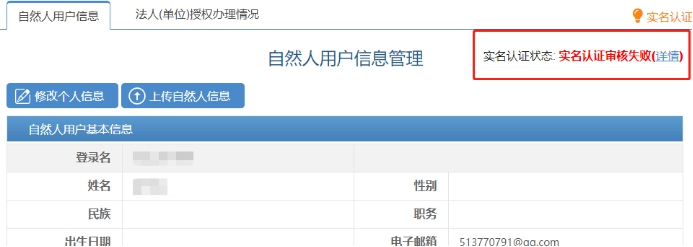 自然人用户信息 法人(单位)授权办理情况 实名认证
自然人用户信息管理 实名认证状态: 实名认证审核失败(详情)
修改个人信息 上传自然人信息
自然人用户基本信息
登录名
姓名 性别
民族 职务
出生日期 电子邮箱 513770791@qq.com